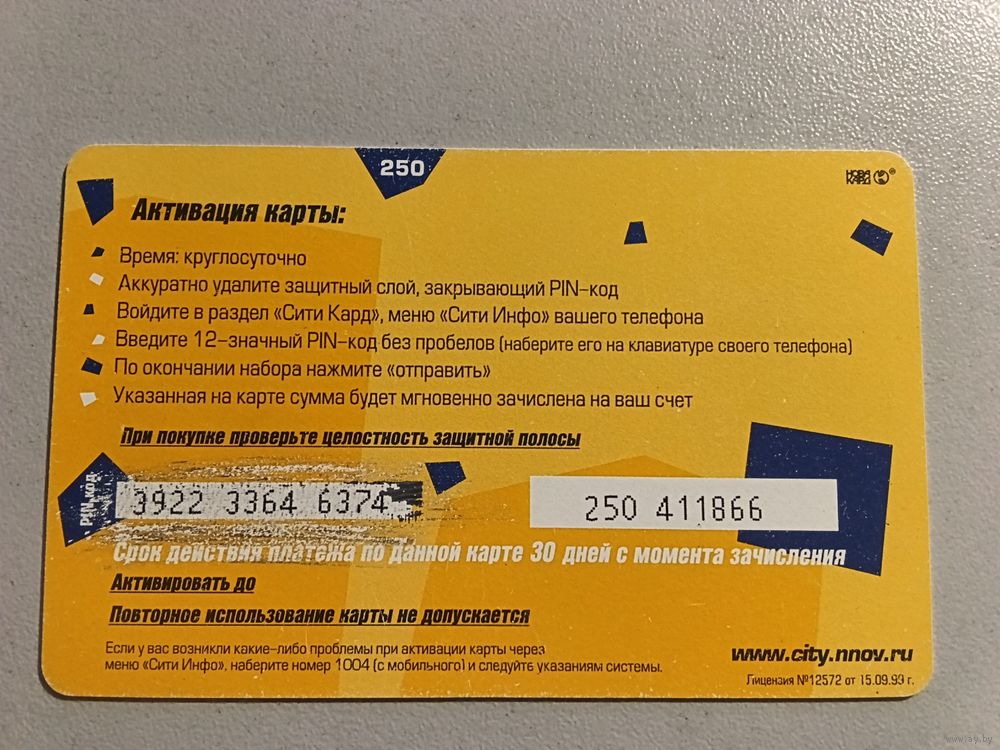 250
НОВА КАРД ®
Активация карты:
Время: круглосуточно
Аккуратно удалите защитный слой, закрывающий PIN-код
Войдите в раздел «Сити Кард», меню «Сити Инфо» вашего телефона
Введите 12-значный PIN-код без пробелов (наберите его на клавиатуре своего телефона)
По окончании набора нажмите «отправить»
Указанная на карте сумма будет мгновенно зачислена на ваш счет
При покупке проверьте целостность защитной полосы
PIN-код
3922 3364 6374
250 411866
Срок действия платежа по данной карте 30 дней с момента зачисления
Активировать до
Повторное использование карты не допускается
Если у вас возникли какие-либо проблемы при активации карты через
меню «Сити Инфо», наберите номер 1004 (с мобильного) и следуйте указаниям системы.
www.city.nnov.ru
Лицензия №12572 от 15.09.99 г.
www.ay.by